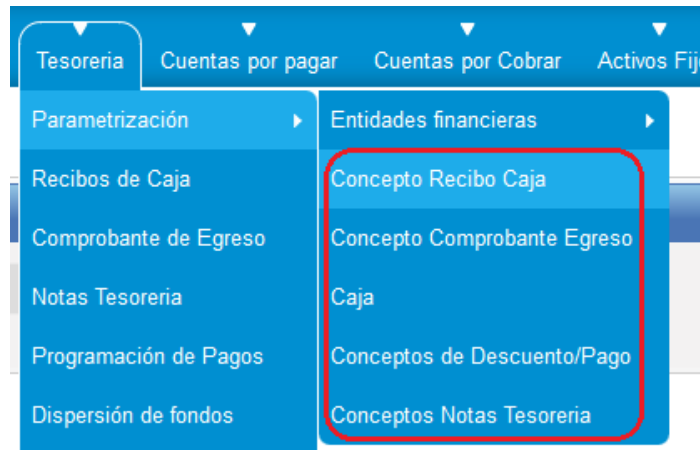 Tesoreria Cuentas por pagar Cuentas por Cobrar Activos Fij
Parametrización
Recibos de Caja
Comprobante de Egreso
Notas Tesoreria
Programación de Pagos
Dispersión de fondos
Entidades financieras
Concepto Recibo Caja
Concepto Comprobante Egreso
Caja
Conceptos de Descuento/Pago
Conceptos Notas Tesoreria